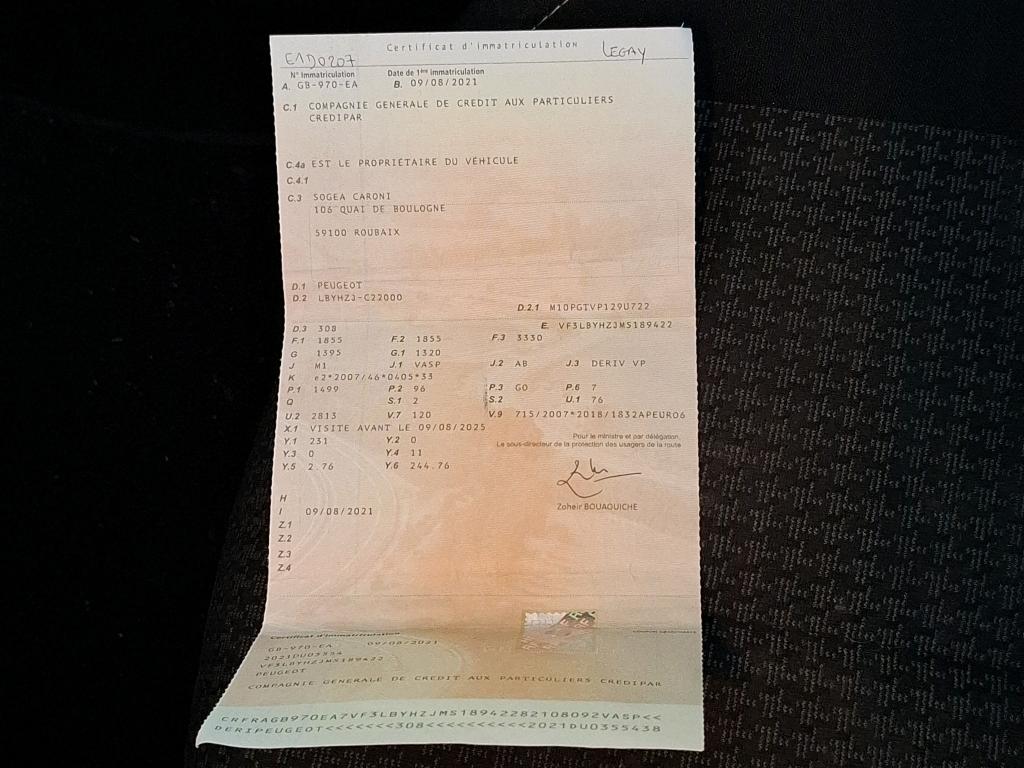 Certificat d'immatriculation
E1D0207 LEGAY
N° Immatriculation Date de 1ère immatriculation
A. GB-970-EA B. 09/08/2021
C.1 COMPAGNIE GENERALE DE CREDIT AUX PARTICULIERS
CREDIPAR
C.4a EST LE PROPRIÉTAIRE DU VÉHICULE
C.4.1
C.3 SOGEA CARONI
106 QUAI DE BOULOGNE
59100 ROUBAIX
D.1 PEUGEOT
D.2 LBYHZJ-C22000 D.2.1 M10PGTVP129U722
D.3 308 E. VF3LBYHZJMS189422
F.1 1855 F.2 1855 F.3 3330
G 1395 G.1 1320
J M1 J.1 VASP J.2 AB J.3 DERIV VP
K e2*2007/46*0405*33
P.1 1499 P.2 96 P.3 GO P.6 7
Q S.1 2 S.2 U.1 76
U.2 2813 V.7 120 V.9 715/2007*2018/1832APEURO6
X.1 VISITE AVANT LE 09/08/2025
Y.1 231 Y.2 0
Y.3 0 Y.4 11
Y.5 2.76 Y.6 244.76
Pour le ministre et par délégation,
Le sous-directeur de la protection des usagers de la route
Zoheir BOUAOUICHE
H
I 09/08/2021
Z.1
Z.2
Z.3
Z.4
Certificat d'immatriculation
GB-970-EA 09/08/2021
2021DU03554
VF3LBYHZJMS189422
PEUGEOT
COMPAGNIE GENERALE DE CREDIT AUX PARTICULIERS CREDIPAR
CRFRAGB970EA7VF3LBYHZJMS18942282108092VASP<<
DERIPEUGEOT<<<<<<<308<<<<<<<<<<2021DU0355438